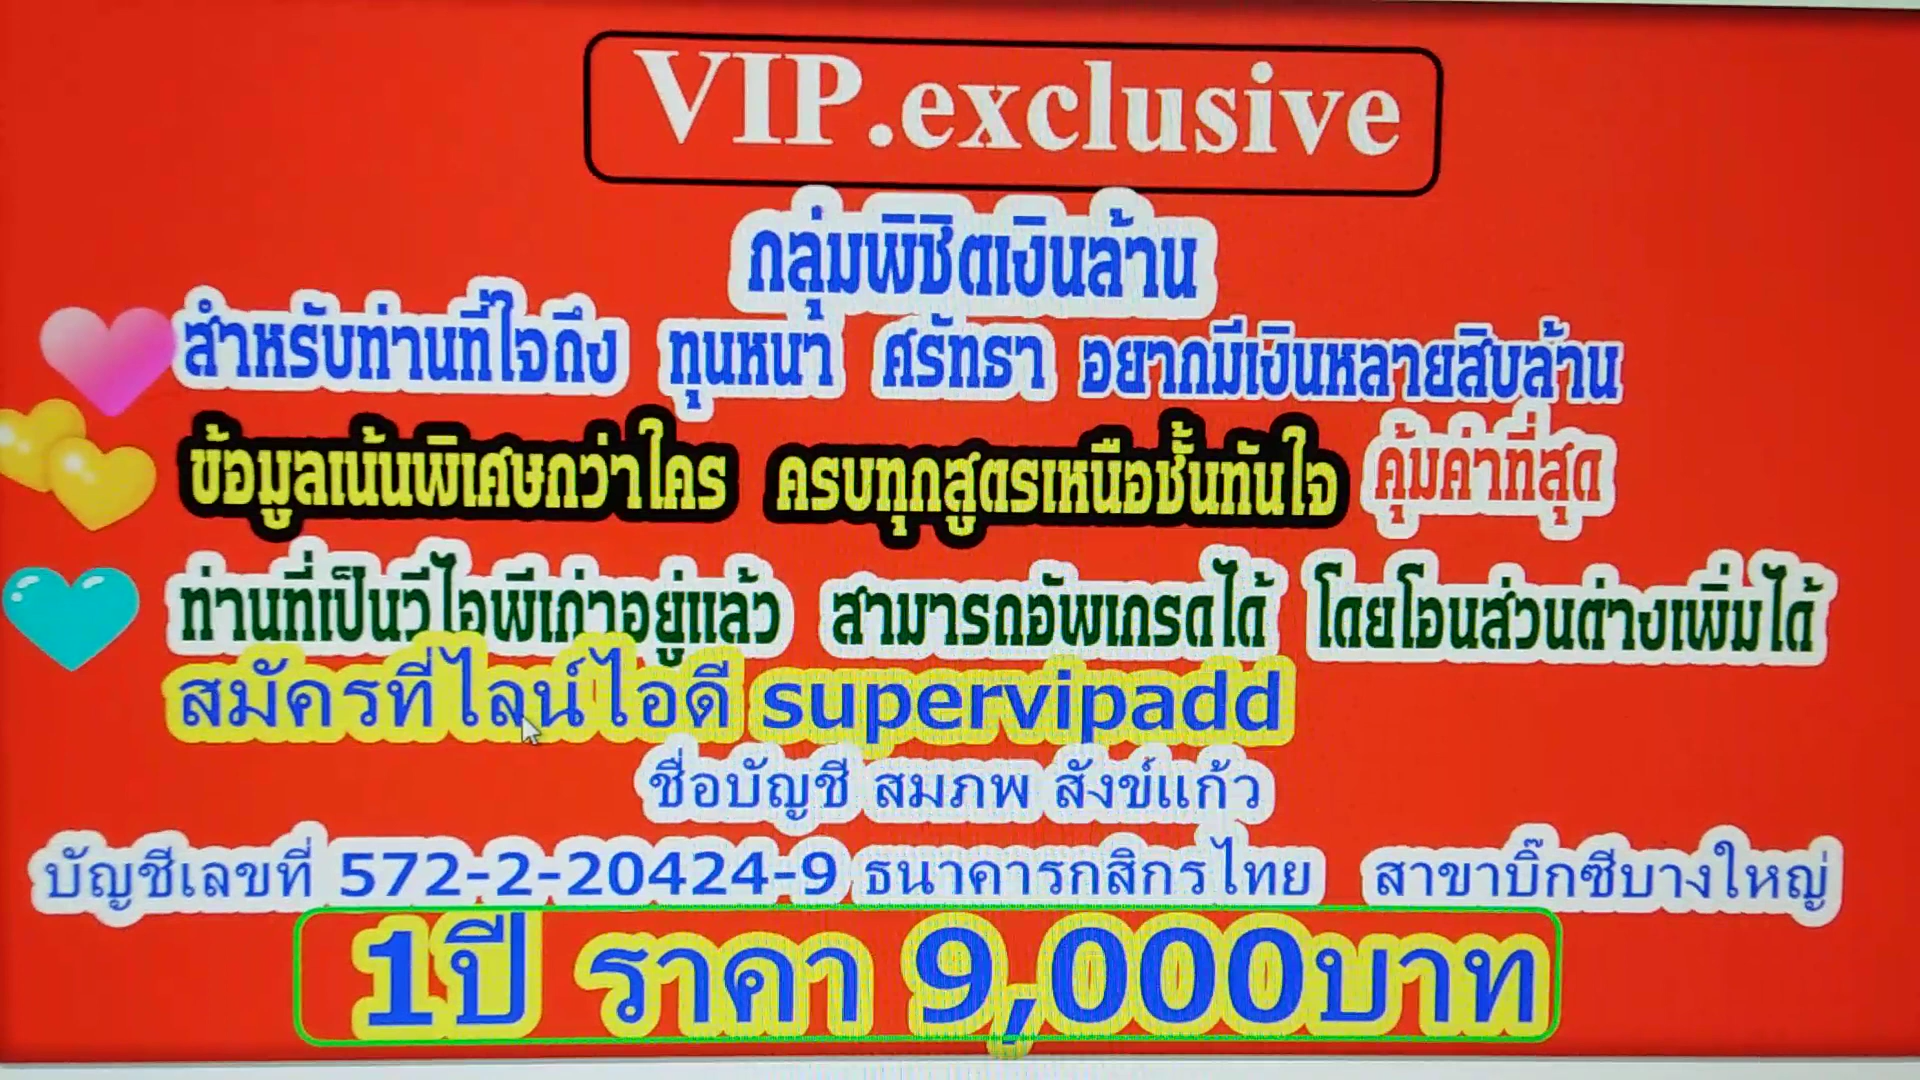 VIP.exclusive
กลุ่มพิชิตเงินล้าน
สำหรับท่านที่ใจถึง ทุนหนา ศรัทธา อยากมีเงินหลายสิบล้าน
ข้อมูลเน้นพิเศษกว่าใคร ครบทุกสูตรเหนือชั้นทันใจ คุ้มค่าที่สุด
ท่านที่เป็นวีไอพีเก่าอยู่แล้ว สามารถอัพเกรดได้ โดยโอนส่วนต่างเพิ่มได้
สมัครที่ไลน์ไอดี supervipadd
ชื่อบัญชี สมภพ สังข์แก้ว
บัญชีเลขที่ 572-2-20424-9 ธนาคารกสิกรไทย สาขาบิ๊กซีบางใหญ่
1ปี ราคา 9,000บาท